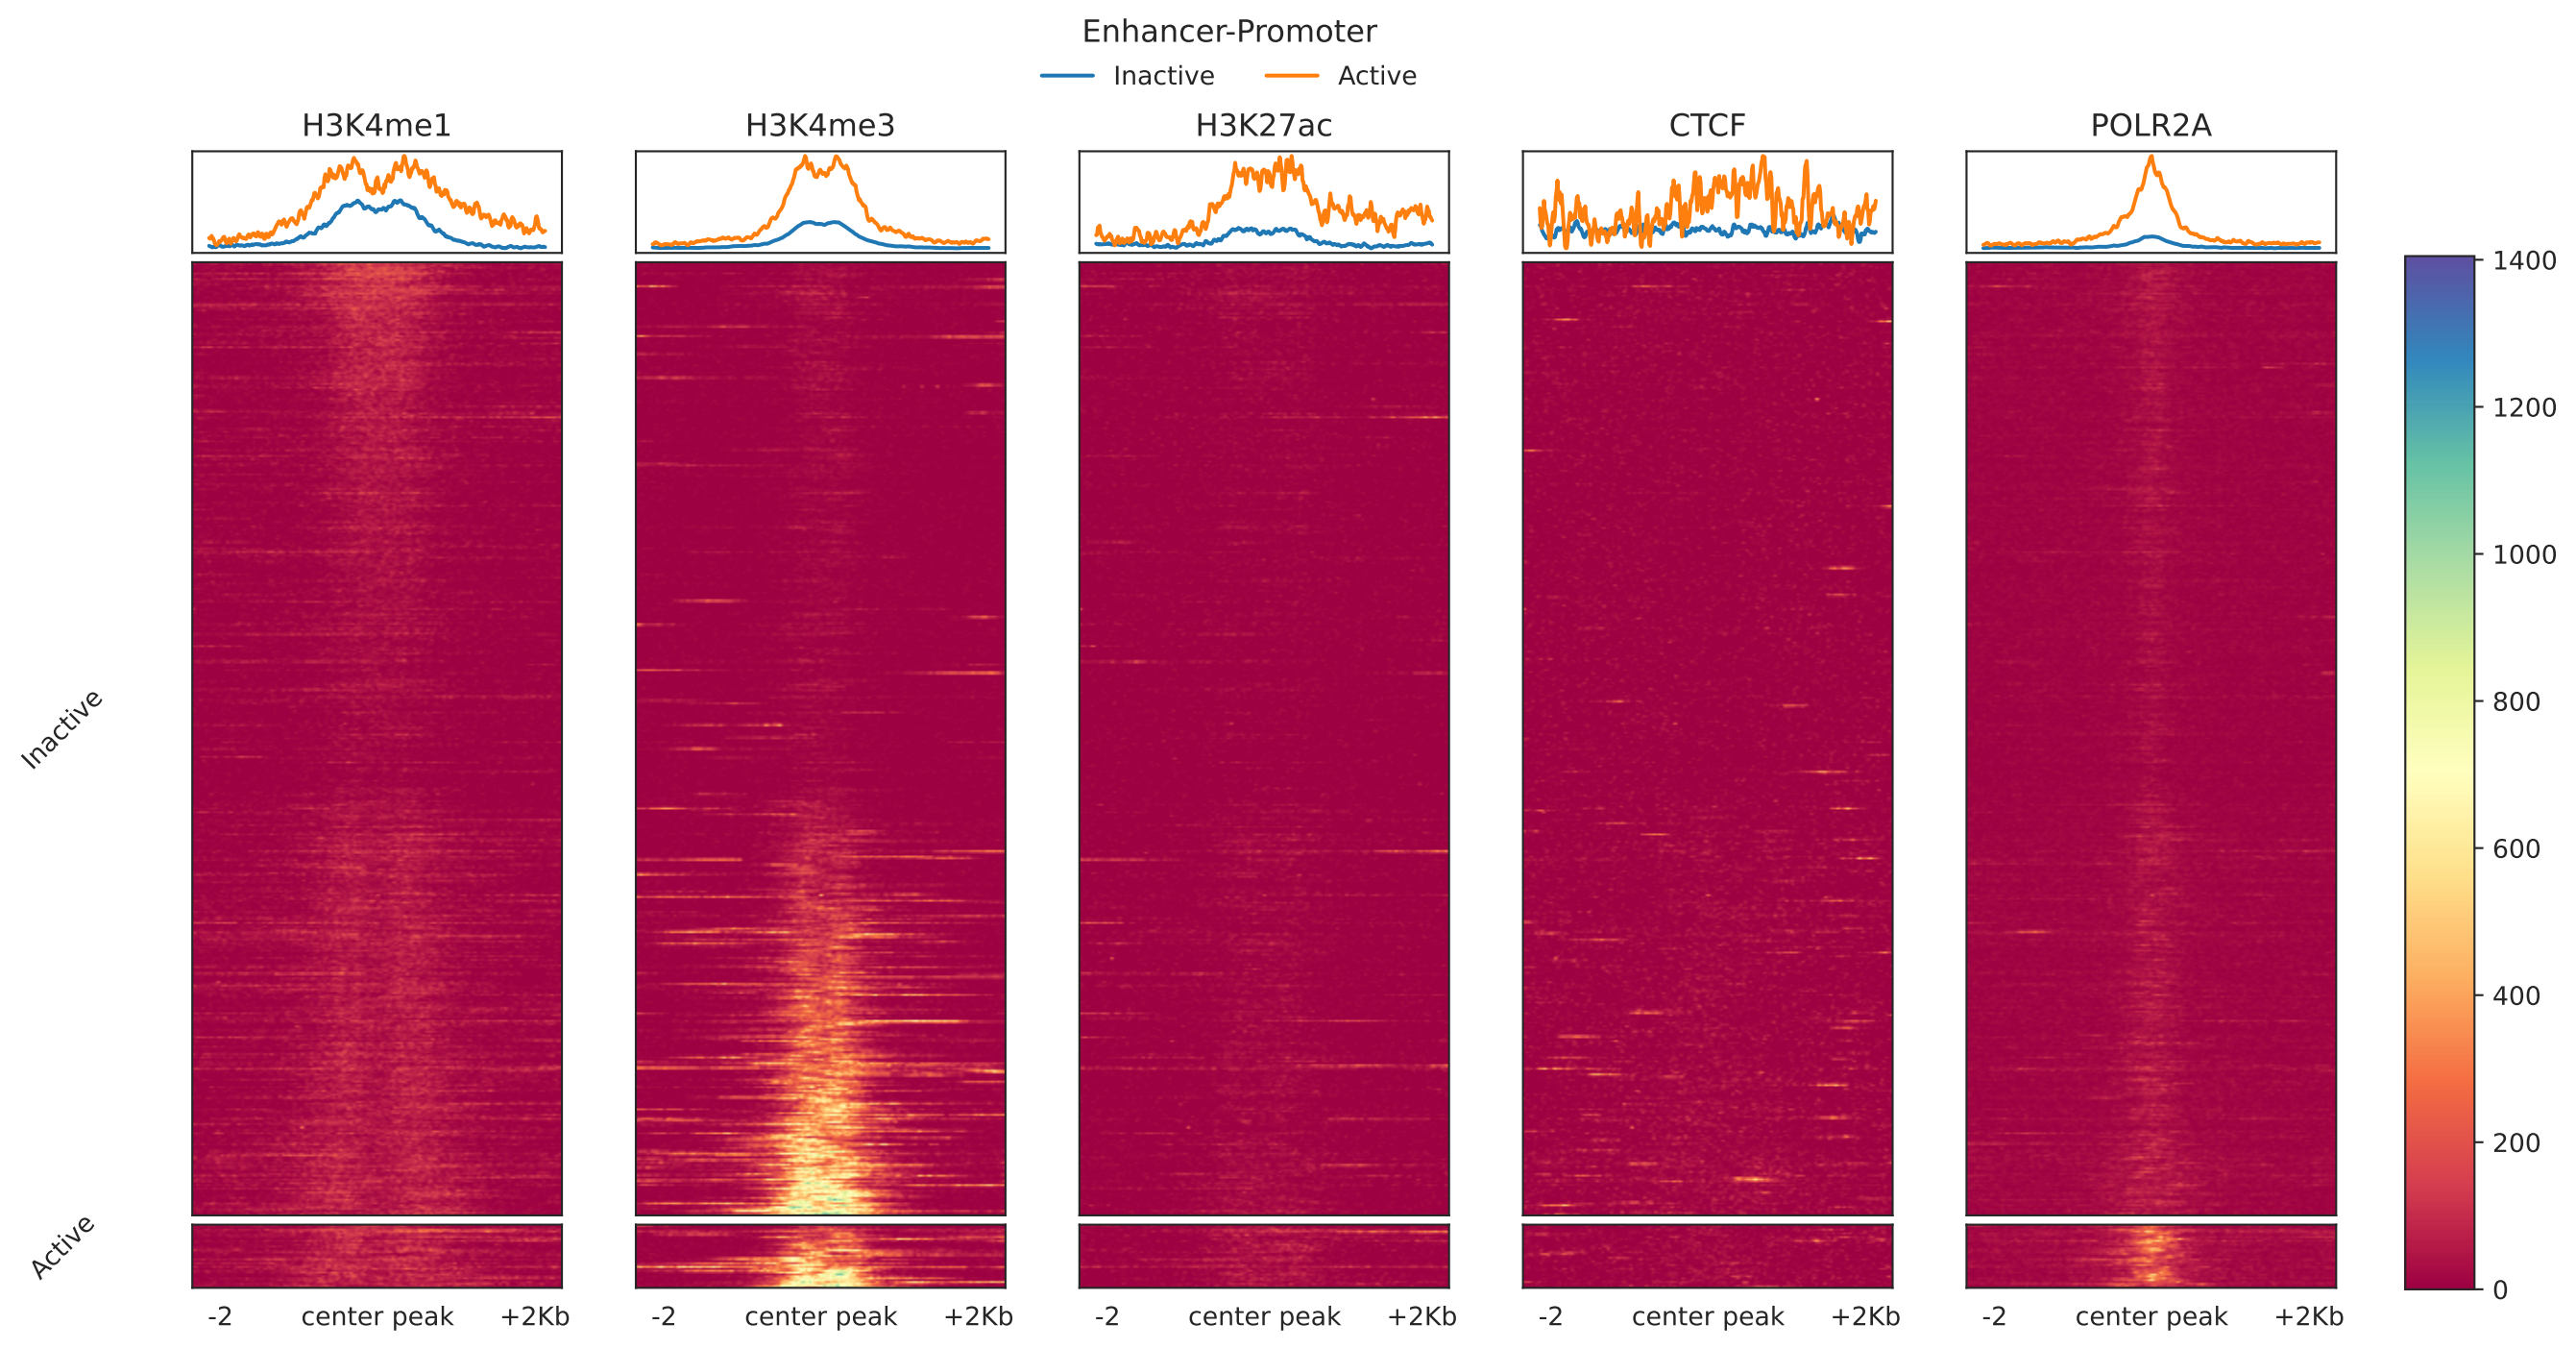 Enhancer-Promoter
Inactive Active
H3K4me1 H3K4me3 H3K27ac CTCF POLR2A
1400
1200
1000
800
600
400
200
0
Inactive
Active
-2 center peak +2Kb -2 center peak +2Kb -2 center peak +2Kb -2 center peak +2Kb -2 center peak +2Kb